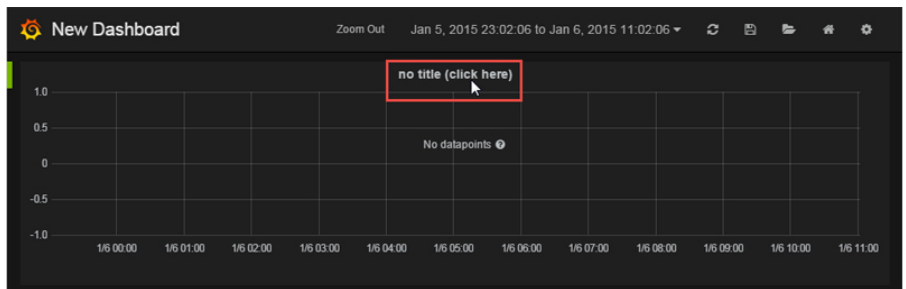 New Dashboard Zoom Out Jan 5, 2015 23:02:06 to Jan 6, 2015 11:02:06
no title (click here)
1.0
0.5
No datapoints
0
-0.5
-1.0
1/6 00:00 1/6 01:00 1/6 02:00 1/6 03:00 1/6 04:00 1/6 05:00 1/6 06:00 1/6 07:00 1/6 08:00 1/6 09:00 1/6 10:00 1/6 11:00